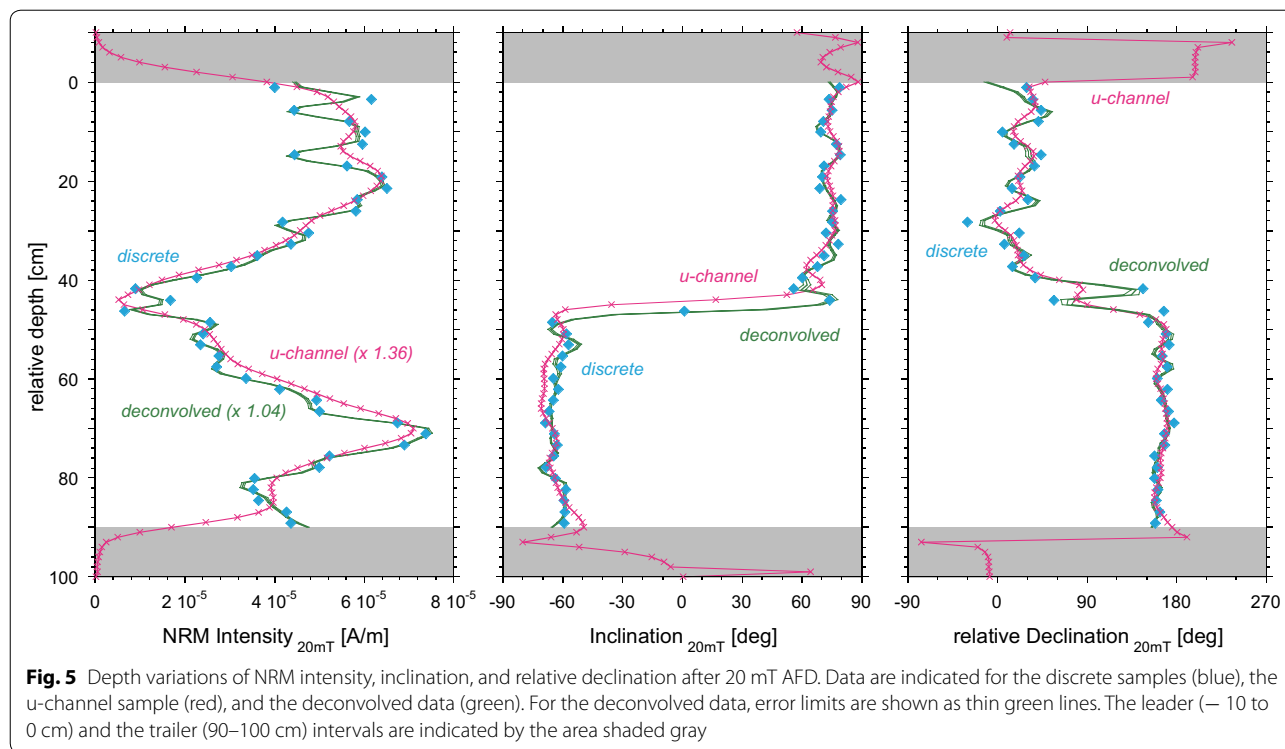 0
20
40
60
80
100
relative depth [cm]
discrete
u-channel (x 1.36)
deconvolved (x 1.04)
0 2 10-5 4 10-5 6 10-5 8 10-5
NRM Intensity 20mT [A/m]
u-channel
deconvolved
discrete
-90 -60 -30 0 30 60 90
Inclination 20mT [deg]
u-channel
discrete
deconvolved
-90 0 90 180 270
relative Declination 20mT [deg]
Fig. 5 Depth variations of NRM intensity, inclination, and relative declination after 20 mT AFD. Data are indicated for the discrete samples (blue), the
u-channel sample (red), and the deconvolved data (green). For the deconvolved data, error limits are shown as thin green lines. The leader (− 10 to
0 cm) and the trailer (90–100 cm) intervals are indicated by the area shaded gray